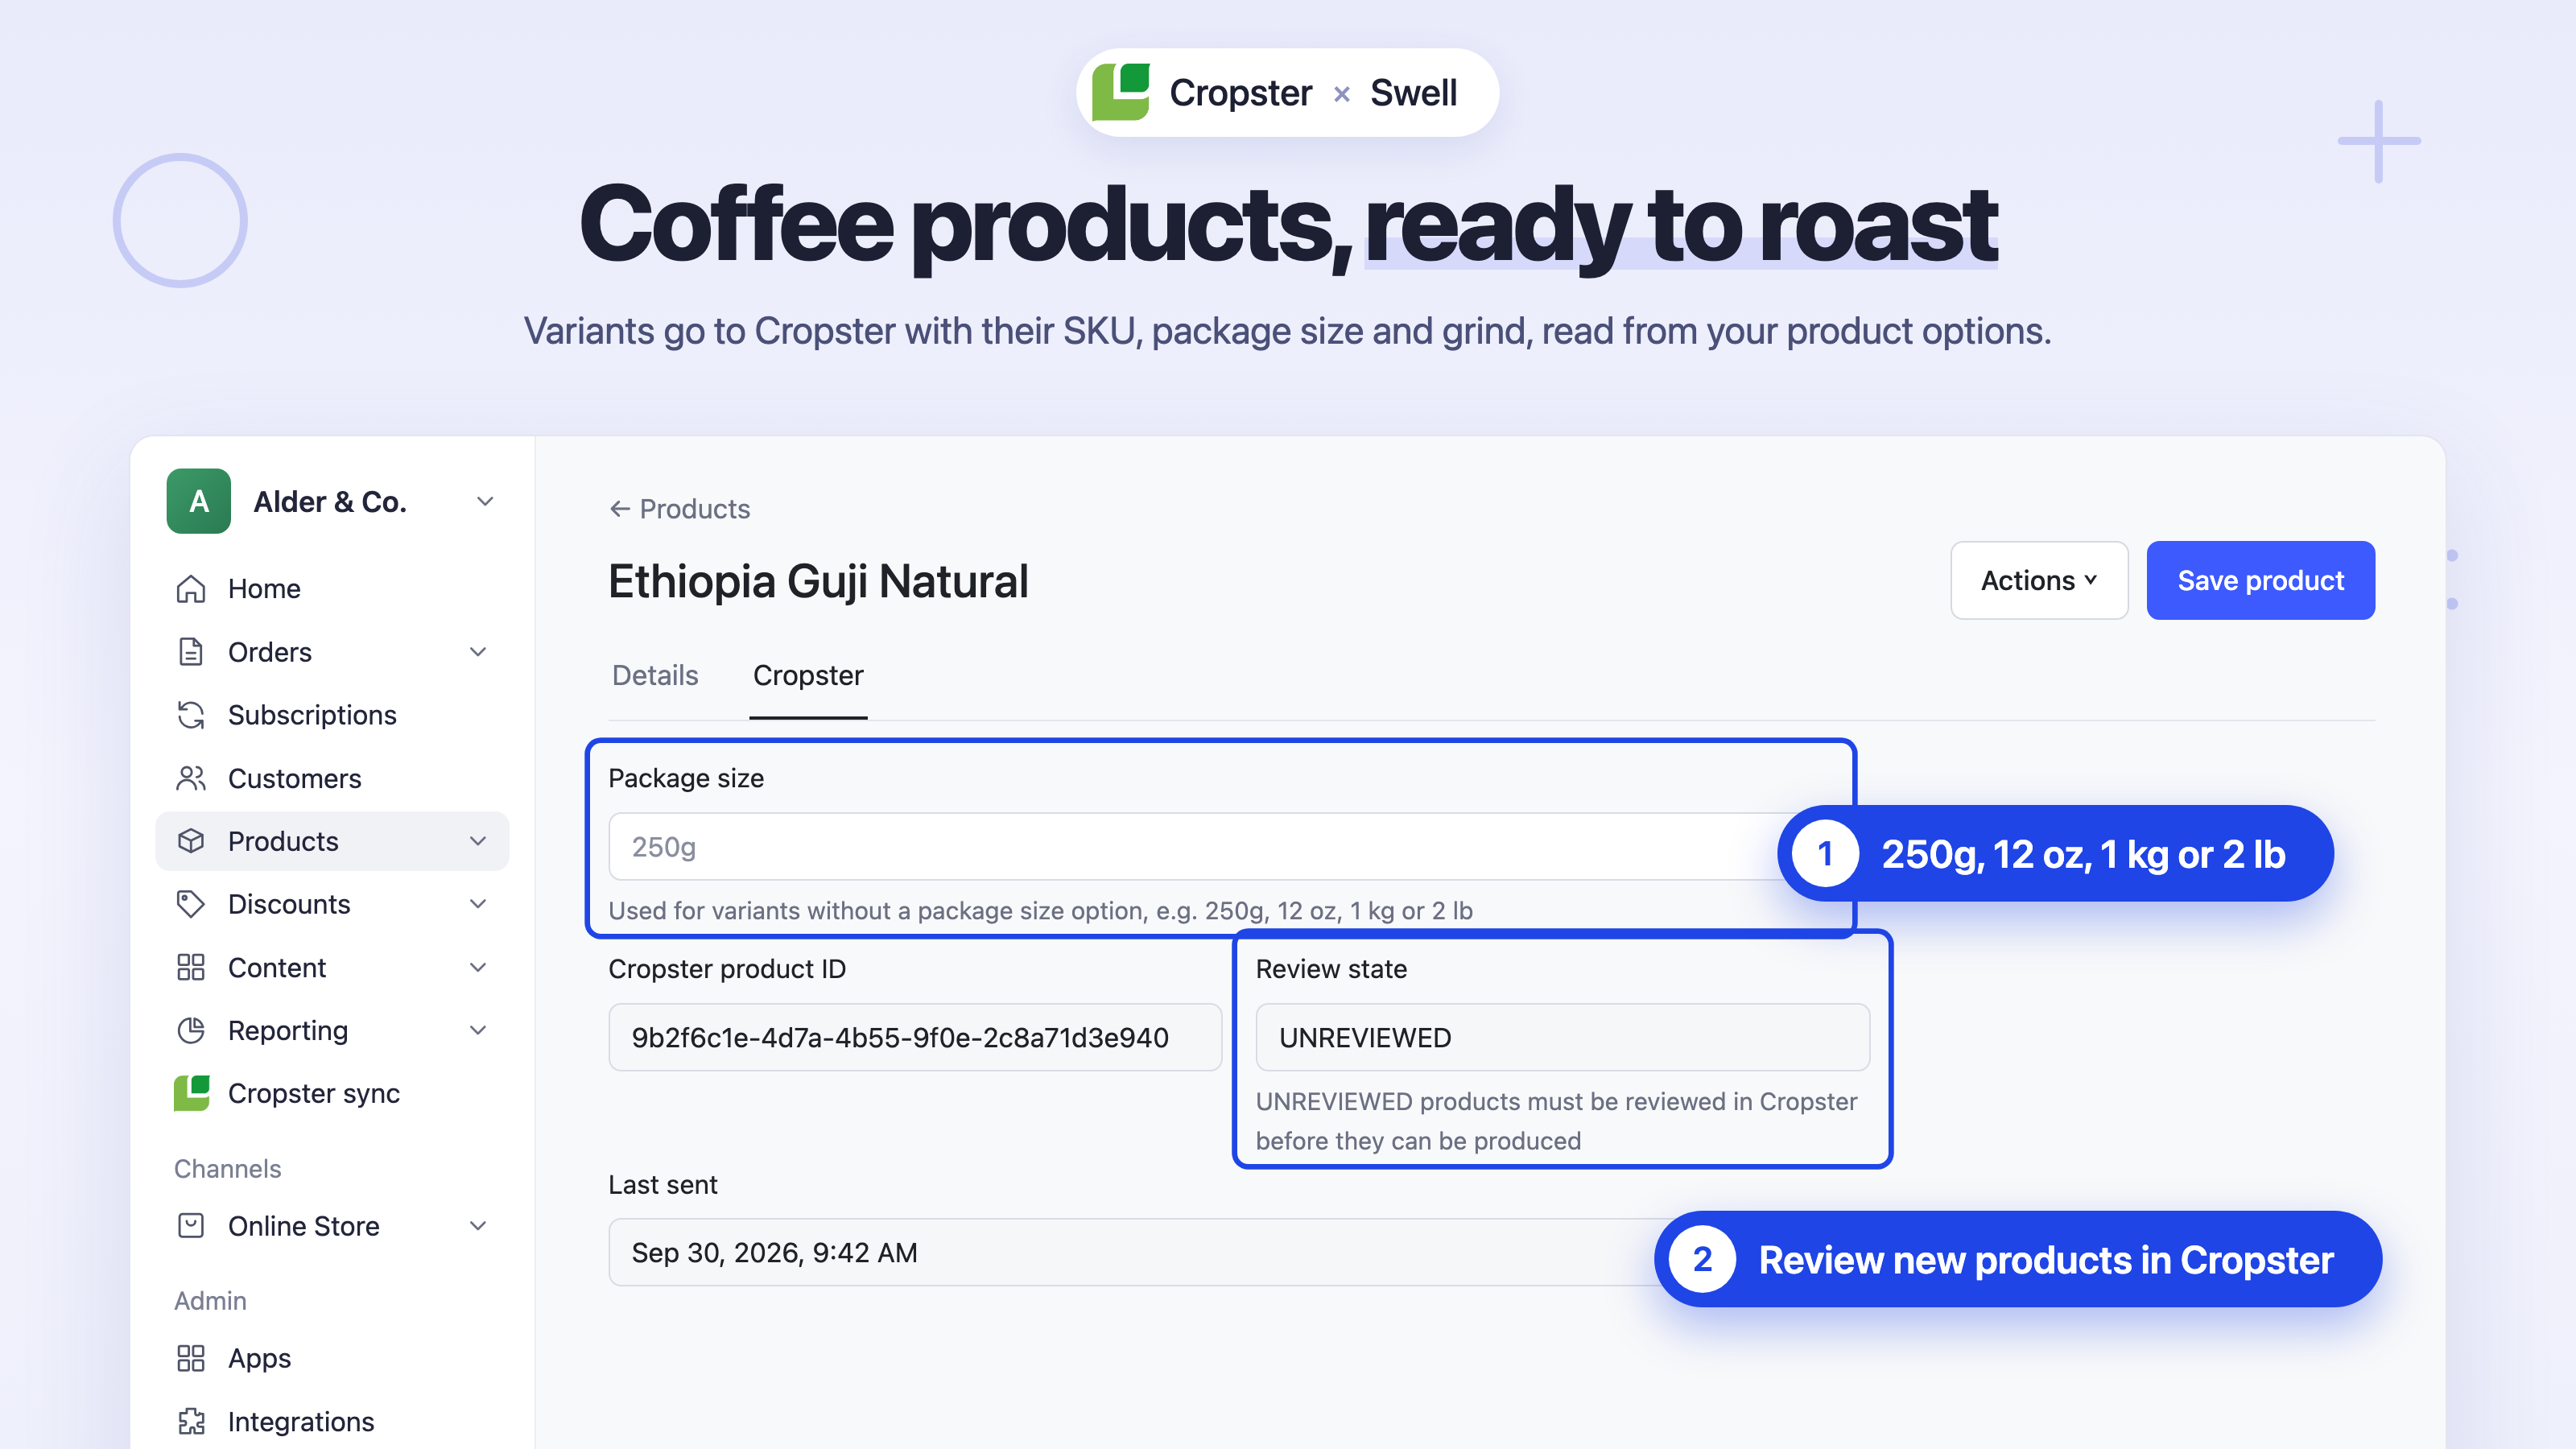 Cropster × Swell
Coffee products, ready to roast
Variants go to Cropster with their SKU, package size and grind, read from your product options.
A
Alder & Co.
Home
Orders
Subscriptions
Customers
Products
Discounts
Content
Reporting
Cropster sync
Channels
Online Store
Admin
Apps
Integrations
← Products
Ethiopia Guji Natural
Actions
Save product
Details
Cropster
Package size
250g
Used for variants without a package size option, e.g. 250g, 12 oz, 1 kg or 2 lb
1 250g, 12 oz, 1 kg or 2 lb
Cropster product ID
9b2f6c1e-4d7a-4b55-9f0e-2c8a71d3e940
Review state
UNREVIEWED
UNREVIEWED products must be reviewed in Cropster
before they can be produced
Last sent
Sep 30, 2026, 9:42 AM
2 Review new products in Cropster